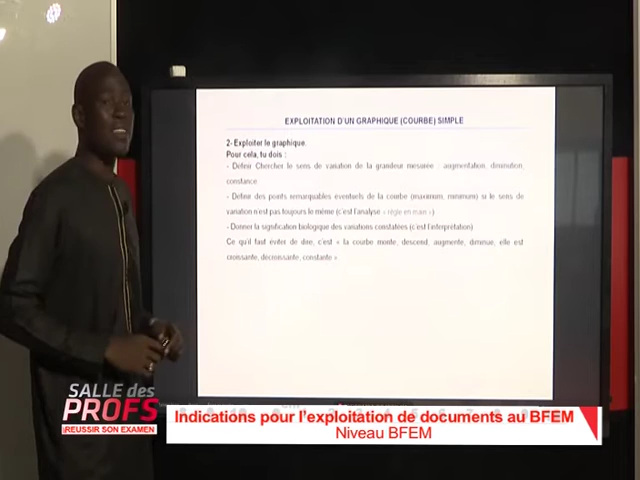 EXPLOITATION D'UN GRAPHIQUE (COURBE) SIMPLE
2- Exploiter le graphique.
Pour cela, tu dois :
- Définir Chercher le sens de variation de la grandeur mesurée : augmentation, diminution,
constance
- Définir des points remarquables éventuels de la courbe (maximum, minimum) si le sens de
variation n'est pas toujours le même (c'est l'analyse « règle en main »)
- Donner la signification biologique des variations constatées (c'est l'interprétation)
Ce qu'il faut éviter de dire, c'est « la courbe monte, descend, augmente, diminue, elle est
croissante, décroissante, constante »
SALLE des
PROFS
REUSSIR SON EXAMEN
Indications pour l'exploitation de documents au BFEM
Niveau BFEM